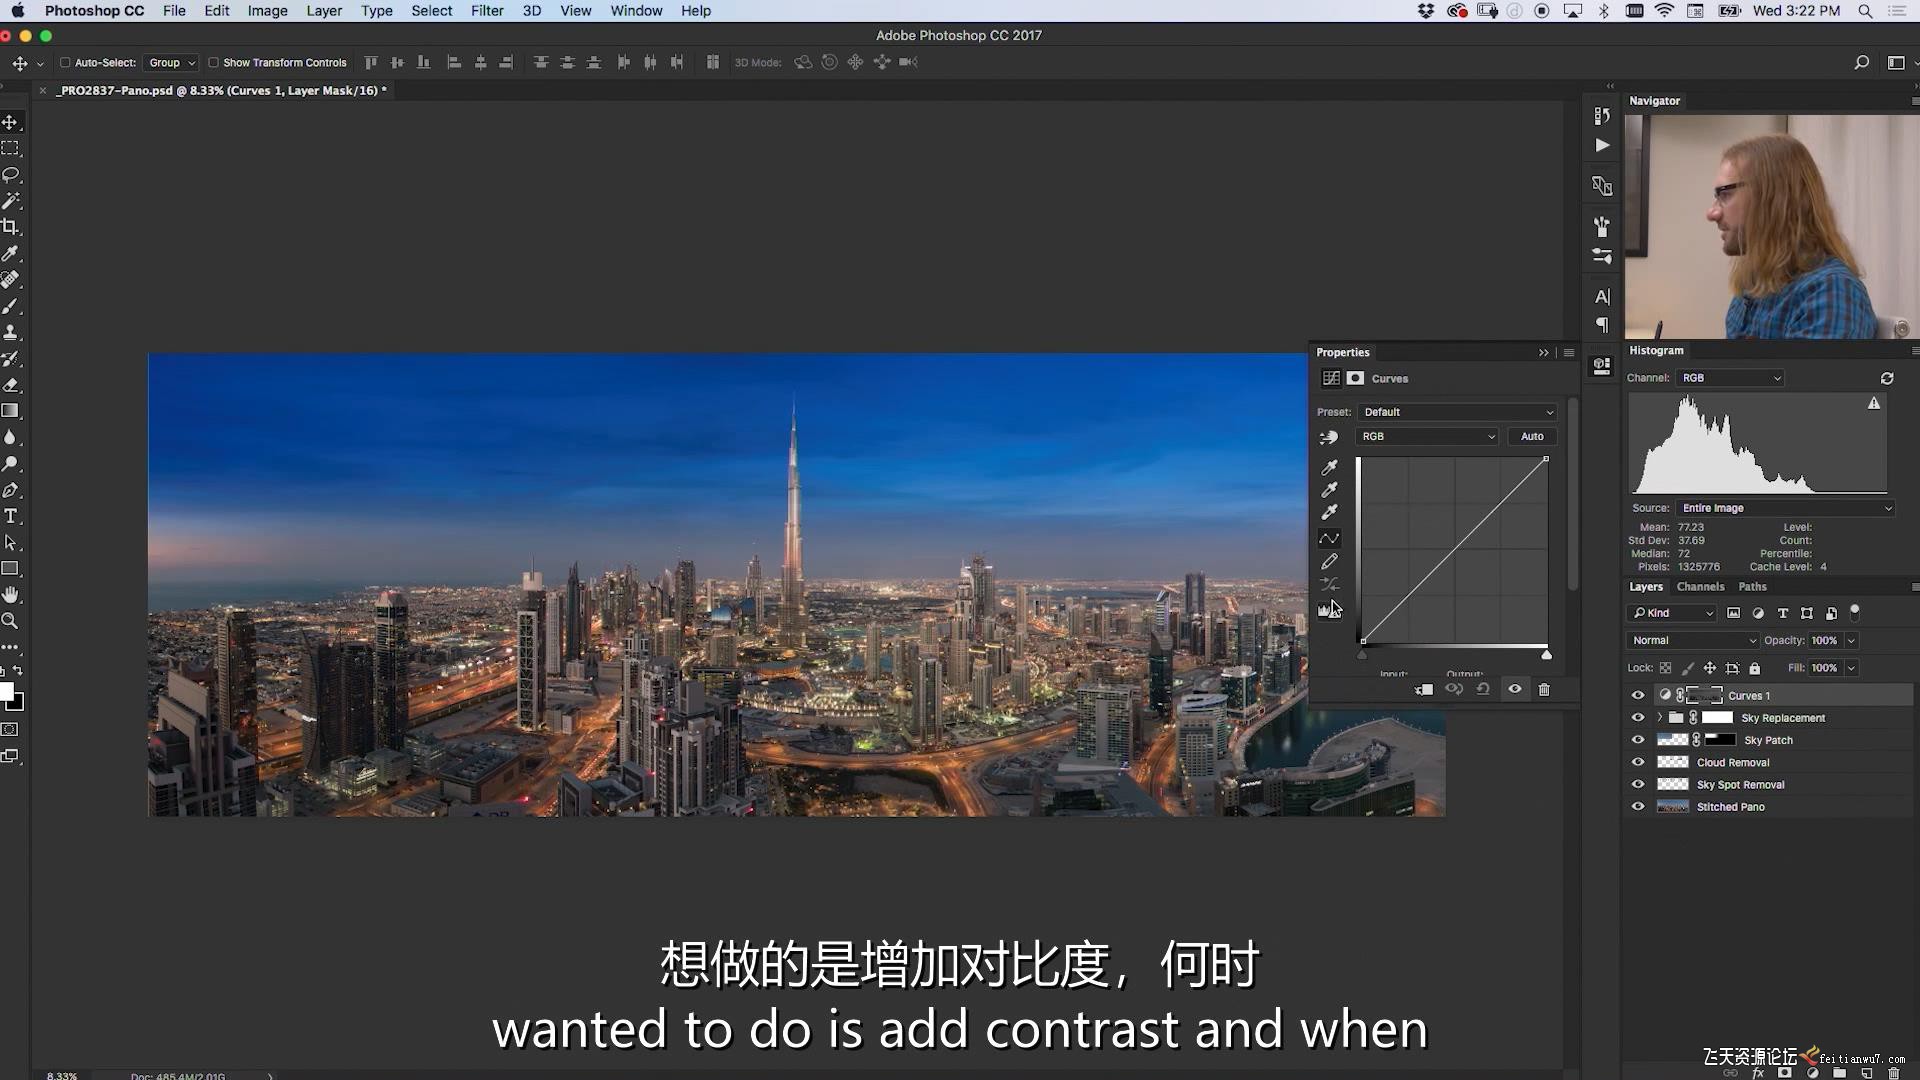 Photoshop CC File Edit Image Layer Type Select Filter 3D View Window Help Wed 3:22 PM
Adobe Photoshop CC 2017
Auto-Select: Group Show Transform Controls 3D Mode:
_PRO2837-Pano.psd @ 8.33% (Curves 1, Layer Mask/16) *
Navigator
Properties
Curves
Preset: Default
RGB Auto
Input: Output:
Histogram
Channel: RGB
Source: Entire Image
Mean: 77.23 Level:
Std Dev: 37.69 Count:
Median: 72 Percentile:
Pixels: 1325776 Cache Level: 4
Layers Channels Paths
Kind
Normal Opacity: 100%
Lock: Fill: 100%
Curves 1
Sky Replacement
Sky Patch
Cloud Removal
Sky Spot Removal
Stitched Pano
想做的是增加对比度，何时
wanted to do is add contrast and when
飞天资源论坛 feitianwu7.com
8.33% Doc: 485.4M/2.01G